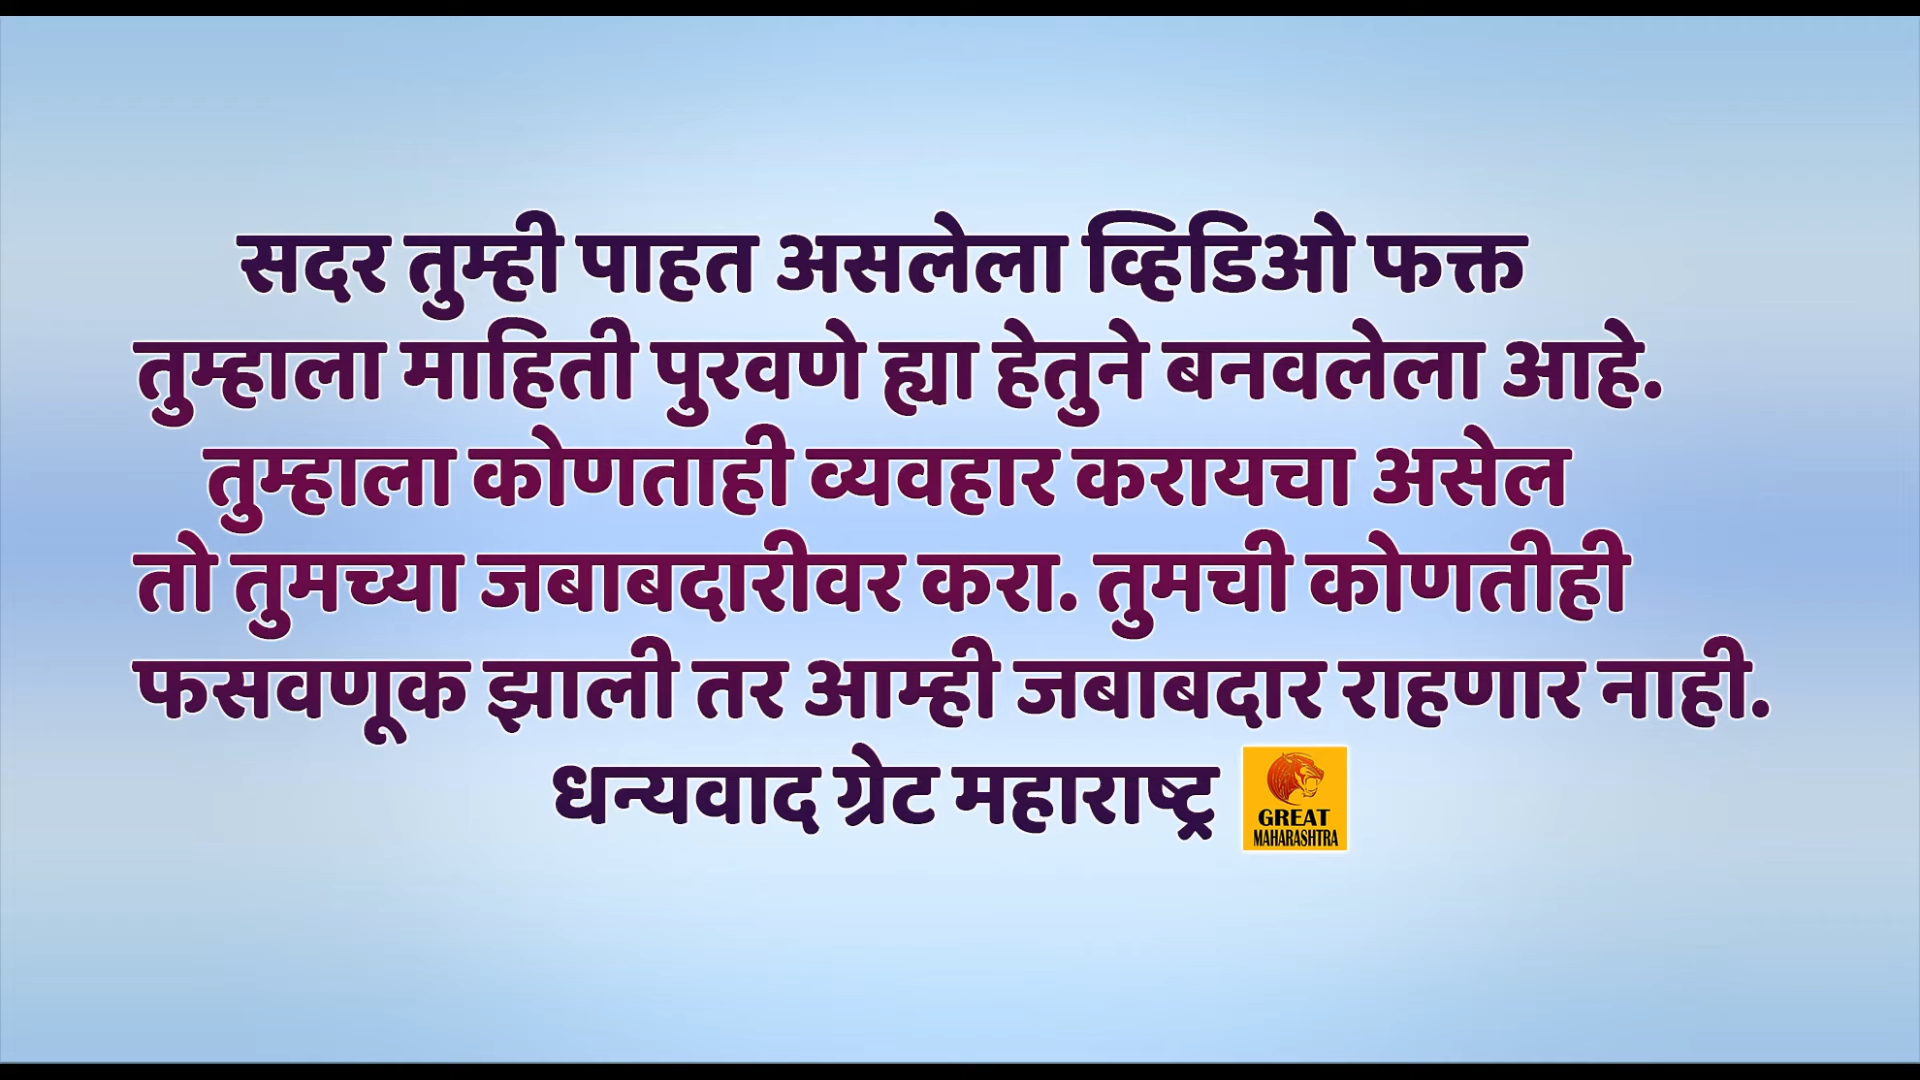 सदर तुम्ही पाहत असलेला व्हिडिओ फक्त
तुम्हाला माहिती पुरवणे ह्या हेतुने बनवलेला आहे.
तुम्हाला कोणताही व्यवहार करायचा असेल
तो तुमच्या जबाबदारीवर करा. तुमची कोणतीही
फसवणूक झाली तर आम्ही जबाबदार राहणार नाही.
धन्यवाद ग्रेट महाराष्ट्र
GREAT
MAHARASHTRA